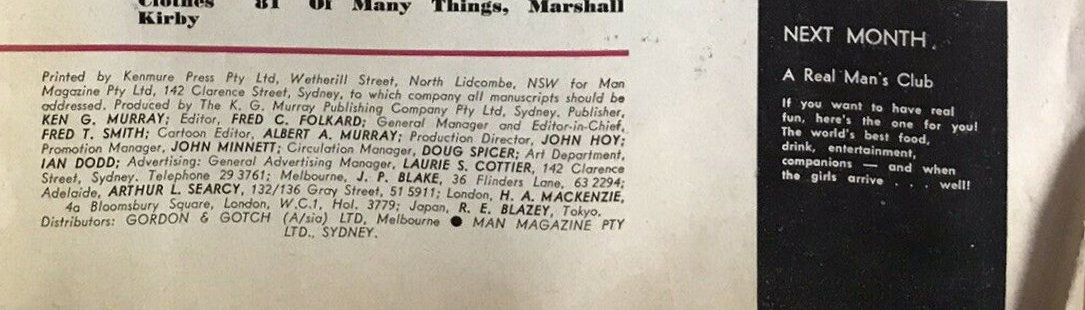 Clothes 81 Of Many Things, Marshall
Kirby
Printed by Kenmure Press Pty Ltd, Wetherill Street, North Lidcombe, NSW for Man
Magazine Pty Ltd, 142 Clarence Street, Sydney, to which company all manuscripts should be
addressed. Produced by The K. G. Murray Publishing Company Pty Ltd, Sydney. Publisher,
KEN G. MURRAY; Editor, FRED C. FOLKARD; General Manager and Editor-in-Chief,
FRED T. SMITH; Cartoon Editor, ALBERT A. MURRAY; Production Director, JOHN HOY;
Promotion Manager, JOHN MINNETT; Circulation Manager, DOUG SPICER; Art Department,
IAN DODD; Advertising: General Advertising Manager, LAURIE S. COTTIER, 142 Clarence
Street, Sydney. Telephone 29 3761; Melbourne, J. P. BLAKE, 36 Flinders Lane, 63 2294;
Adelaide, ARTHUR L. SEARCY, 132/136 Gray Street, 51 5911; London, H. A. MACKENZIE,
4a Bloomsbury Square, London, W.C.1, Hol. 3779; Japan, R. E. BLAZEY, Tokyo.
Distributors: GORDON & GOTCH (A/sia) LTD, Melbourne ● MAN MAGAZINE PTY
LTD., SYDNEY.
NEXT MONTH
A Real Man's Club
If you want to have real
fun, here's the one for you!
The world's best food,
drink, entertainment,
companions — and when
the girls arrive . . . well!